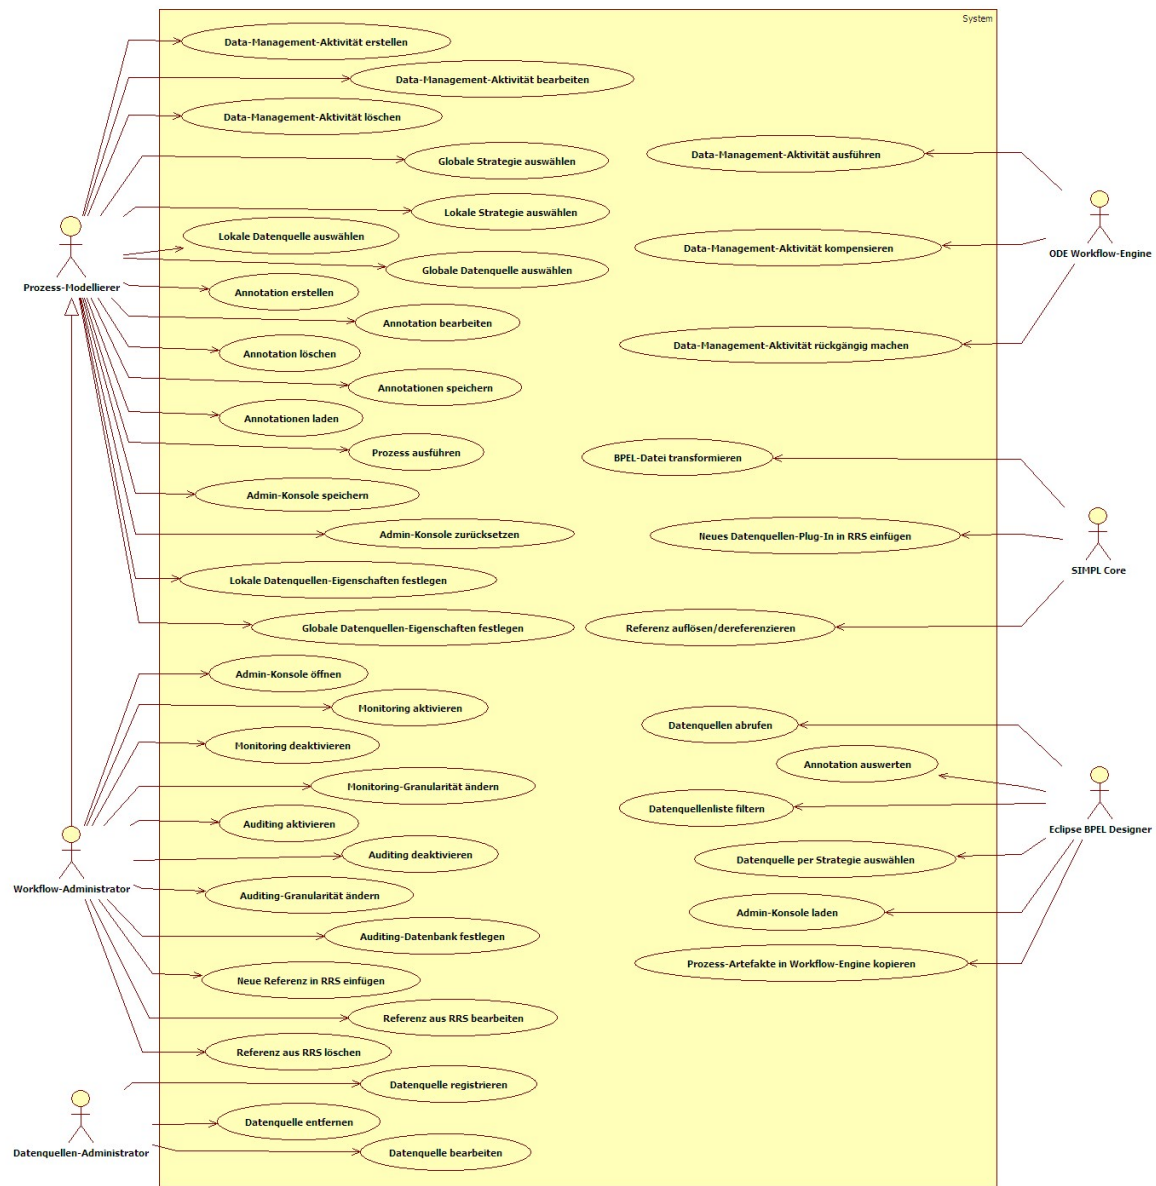 System
Data-Management-Aktivität erstellen
Data-Management-Aktivität bearbeiten
Data-Management-Aktivität löschen
Globale Strategie auswählen
Lokale Strategie auswählen
Lokale Datenquelle auswählen
Globale Datenquelle auswählen
Prozess-Modellierer
Annotation erstellen
Annotation bearbeiten
Annotation löschen
Annotationen speichern
Annotationen laden
Prozess ausführen
Admin-Konsole speichern
Admin-Konsole zurücksetzen
Lokale Datenquellen-Eigenschaften festlegen
Globale Datenquellen-Eigenschaften festlegen
Admin-Konsole öffnen
Monitoring aktivieren
Monitoring deaktivieren
Monitoring-Granularität ändern
Auditing aktivieren
Auditing deaktivieren
Workflow-Administrator
Auditing-Granularität ändern
Auditing-Datenbank festlegen
Neue Referenz in RRS einfügen
Referenz aus RRS bearbeiten
Referenz aus RRS löschen
Datenquelle registrieren
Datenquelle entfernen
Datenquellen-Administrator
Datenquelle bearbeiten
Data-Management-Aktivität ausführen
Data-Management-Aktivität kompensieren
ODE Workflow-Engine
Data-Management-Aktivität rückgängig machen
BPEL-Datei transformieren
Neues Datenquellen-Plug-In in RRS einfügen
SIMPL Core
Referenz auflösen/dereferenzieren
Datenquellen abrufen
Annotation auswerten
Datenquellenliste filtern
Eclipse BPEL Designer
Datenquelle per Strategie auswählen
Admin-Konsole laden
Prozess-Artefakte in Workflow-Engine kopieren